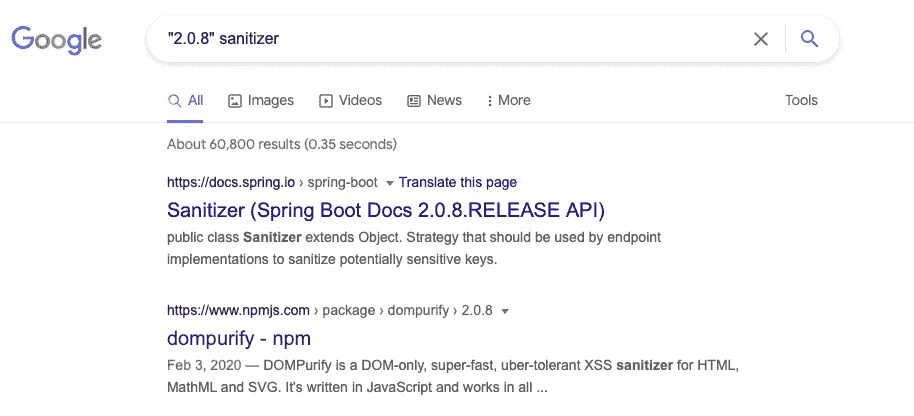 Google
"2.0.8" sanitizer
All Images Videos News More Tools
About 60,800 results (0.35 seconds)
https://docs.spring.io › spring-boot Translate this page
Sanitizer (Spring Boot Docs 2.0.8.RELEASE API)
public class Sanitizer extends Object. Strategy that should be used by endpoint
implementations to sanitize potentially sensitive keys.
https://www.npmjs.com › package › dompurify › 2.0.8
dompurify - npm
Feb 3, 2020 — DOMPurify is a DOM-only, super-fast, uber-tolerant XSS sanitizer for HTML,
MathML and SVG. It's written in JavaScript and works in all ...